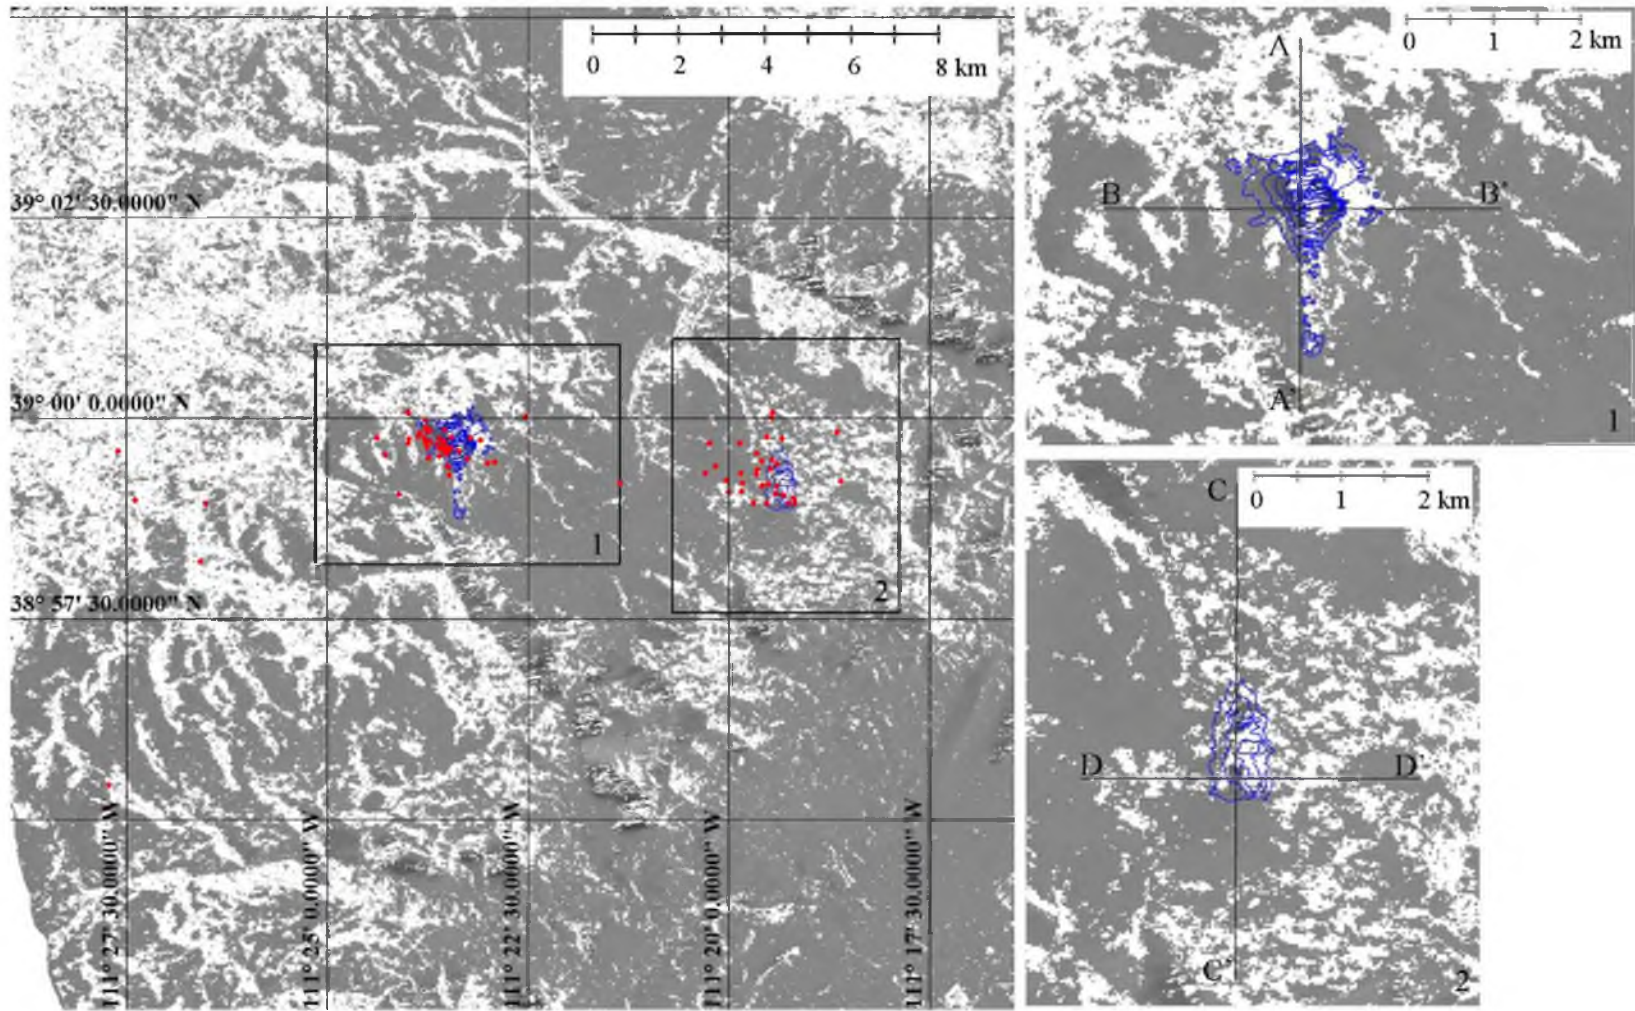 0 2 4 6 8 km
39° 02' 30.0000" N
39° 00' 0.0000" N
38° 57' 30.0000" N
111° 27' 30.0000" W
111° 25' 0.0000" W
111° 22' 30.0000" W
111° 20' 0.0000" W
111° 17' 30.0000" W
1
2
0 1 2 km
A
B B'
A'
1
0 1 2 km
C
D D'
C'
2